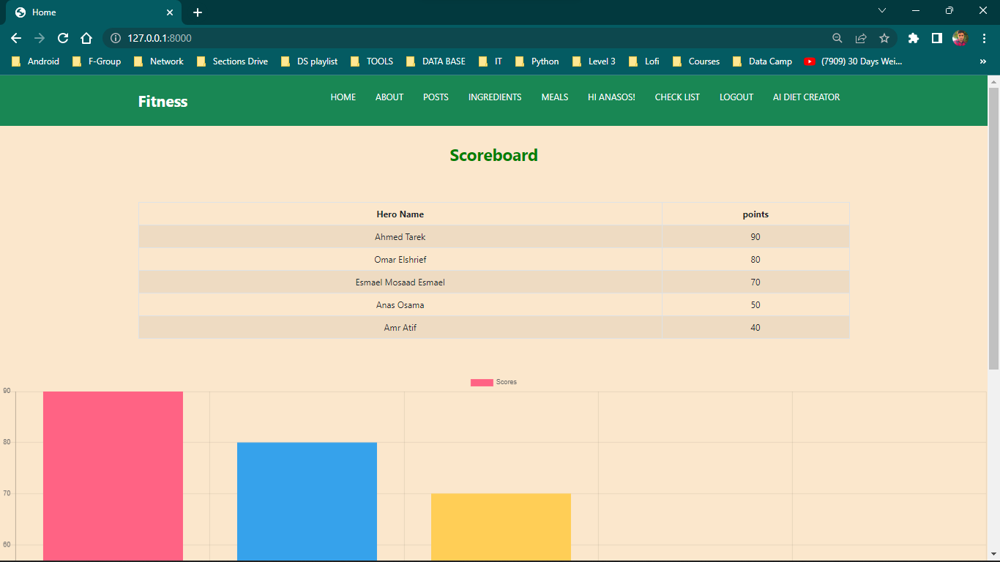 Home
127.0.0.1:8000
Android F-Group Network Sections Drive DS playlist TOOLS DATA BASE IT Python Level 3 Lofi Courses Data Camp (7909) 30 Days Wei... »
Fitness HOME ABOUT POSTS INGREDIENTS MEALS HI ANASOS! CHECK LIST LOGOUT AI DIET CREATOR
Scoreboard
Hero Name points
Ahmed Tarek 90
Omar Elshrief 80
Esmael Mosaad Esmael 70
Anas Osama 50
Amr Atif 40
Scores
90
80
70
60